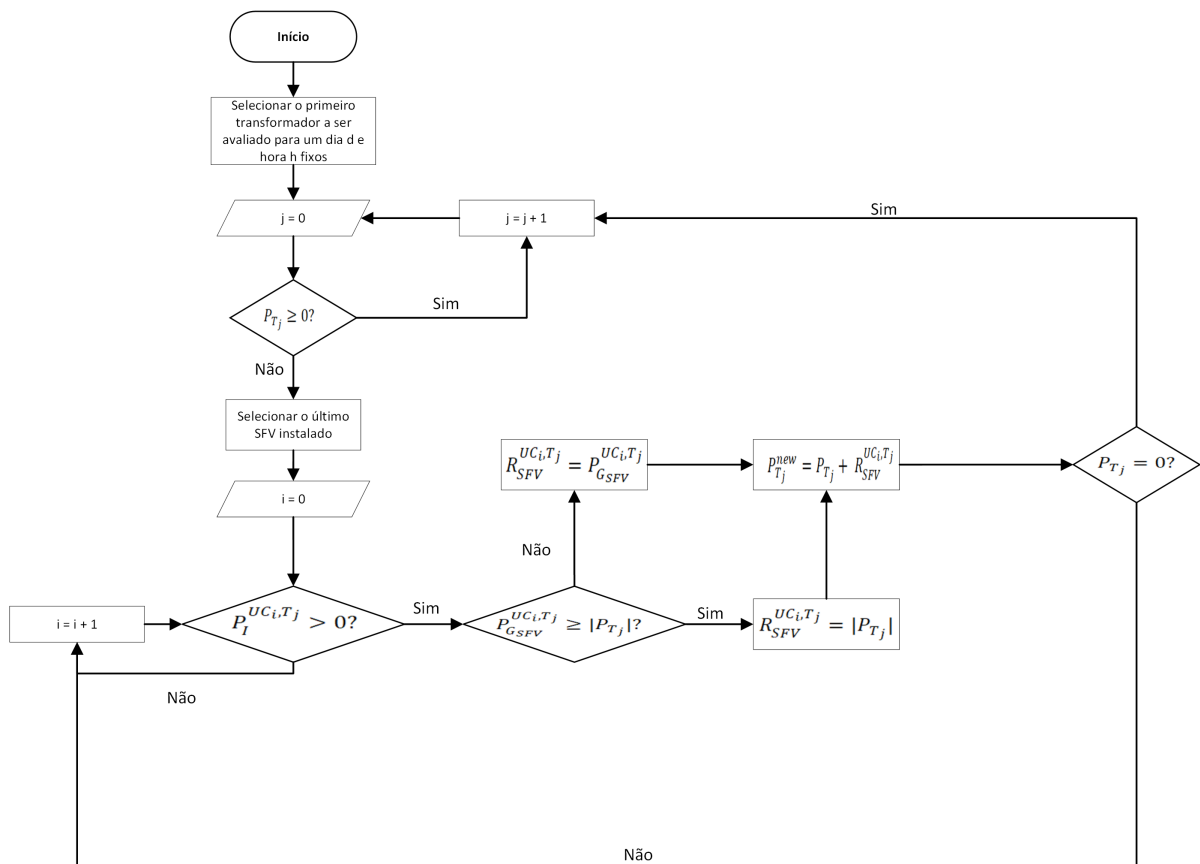 Início
Selecionar o primeiro
transformador a ser
avaliado para um dia d e
hora h fixos
j = 0
j = j + 1
Sim
P_{T_j} ≥ 0?
Sim
Não
Selecionar o último
SFV instalado
i = 0
R_{SFV}^{UC_i,T_j} = P_{G_{SFV}}^{UC_i,T_j}
P_{T_j}^{new} = P_{T_j} + R_{SFV}^{UC_i,T_j}
P_{T_j} = 0?
Não
i = i + 1
P_I^{UC_i,T_j} > 0?
Sim
P_{G_{SFV}}^{UC_i,T_j} ≥ |P_{T_j}|?
Sim
R_{SFV}^{UC_i,T_j} = |P_{T_j}|
Não
Não